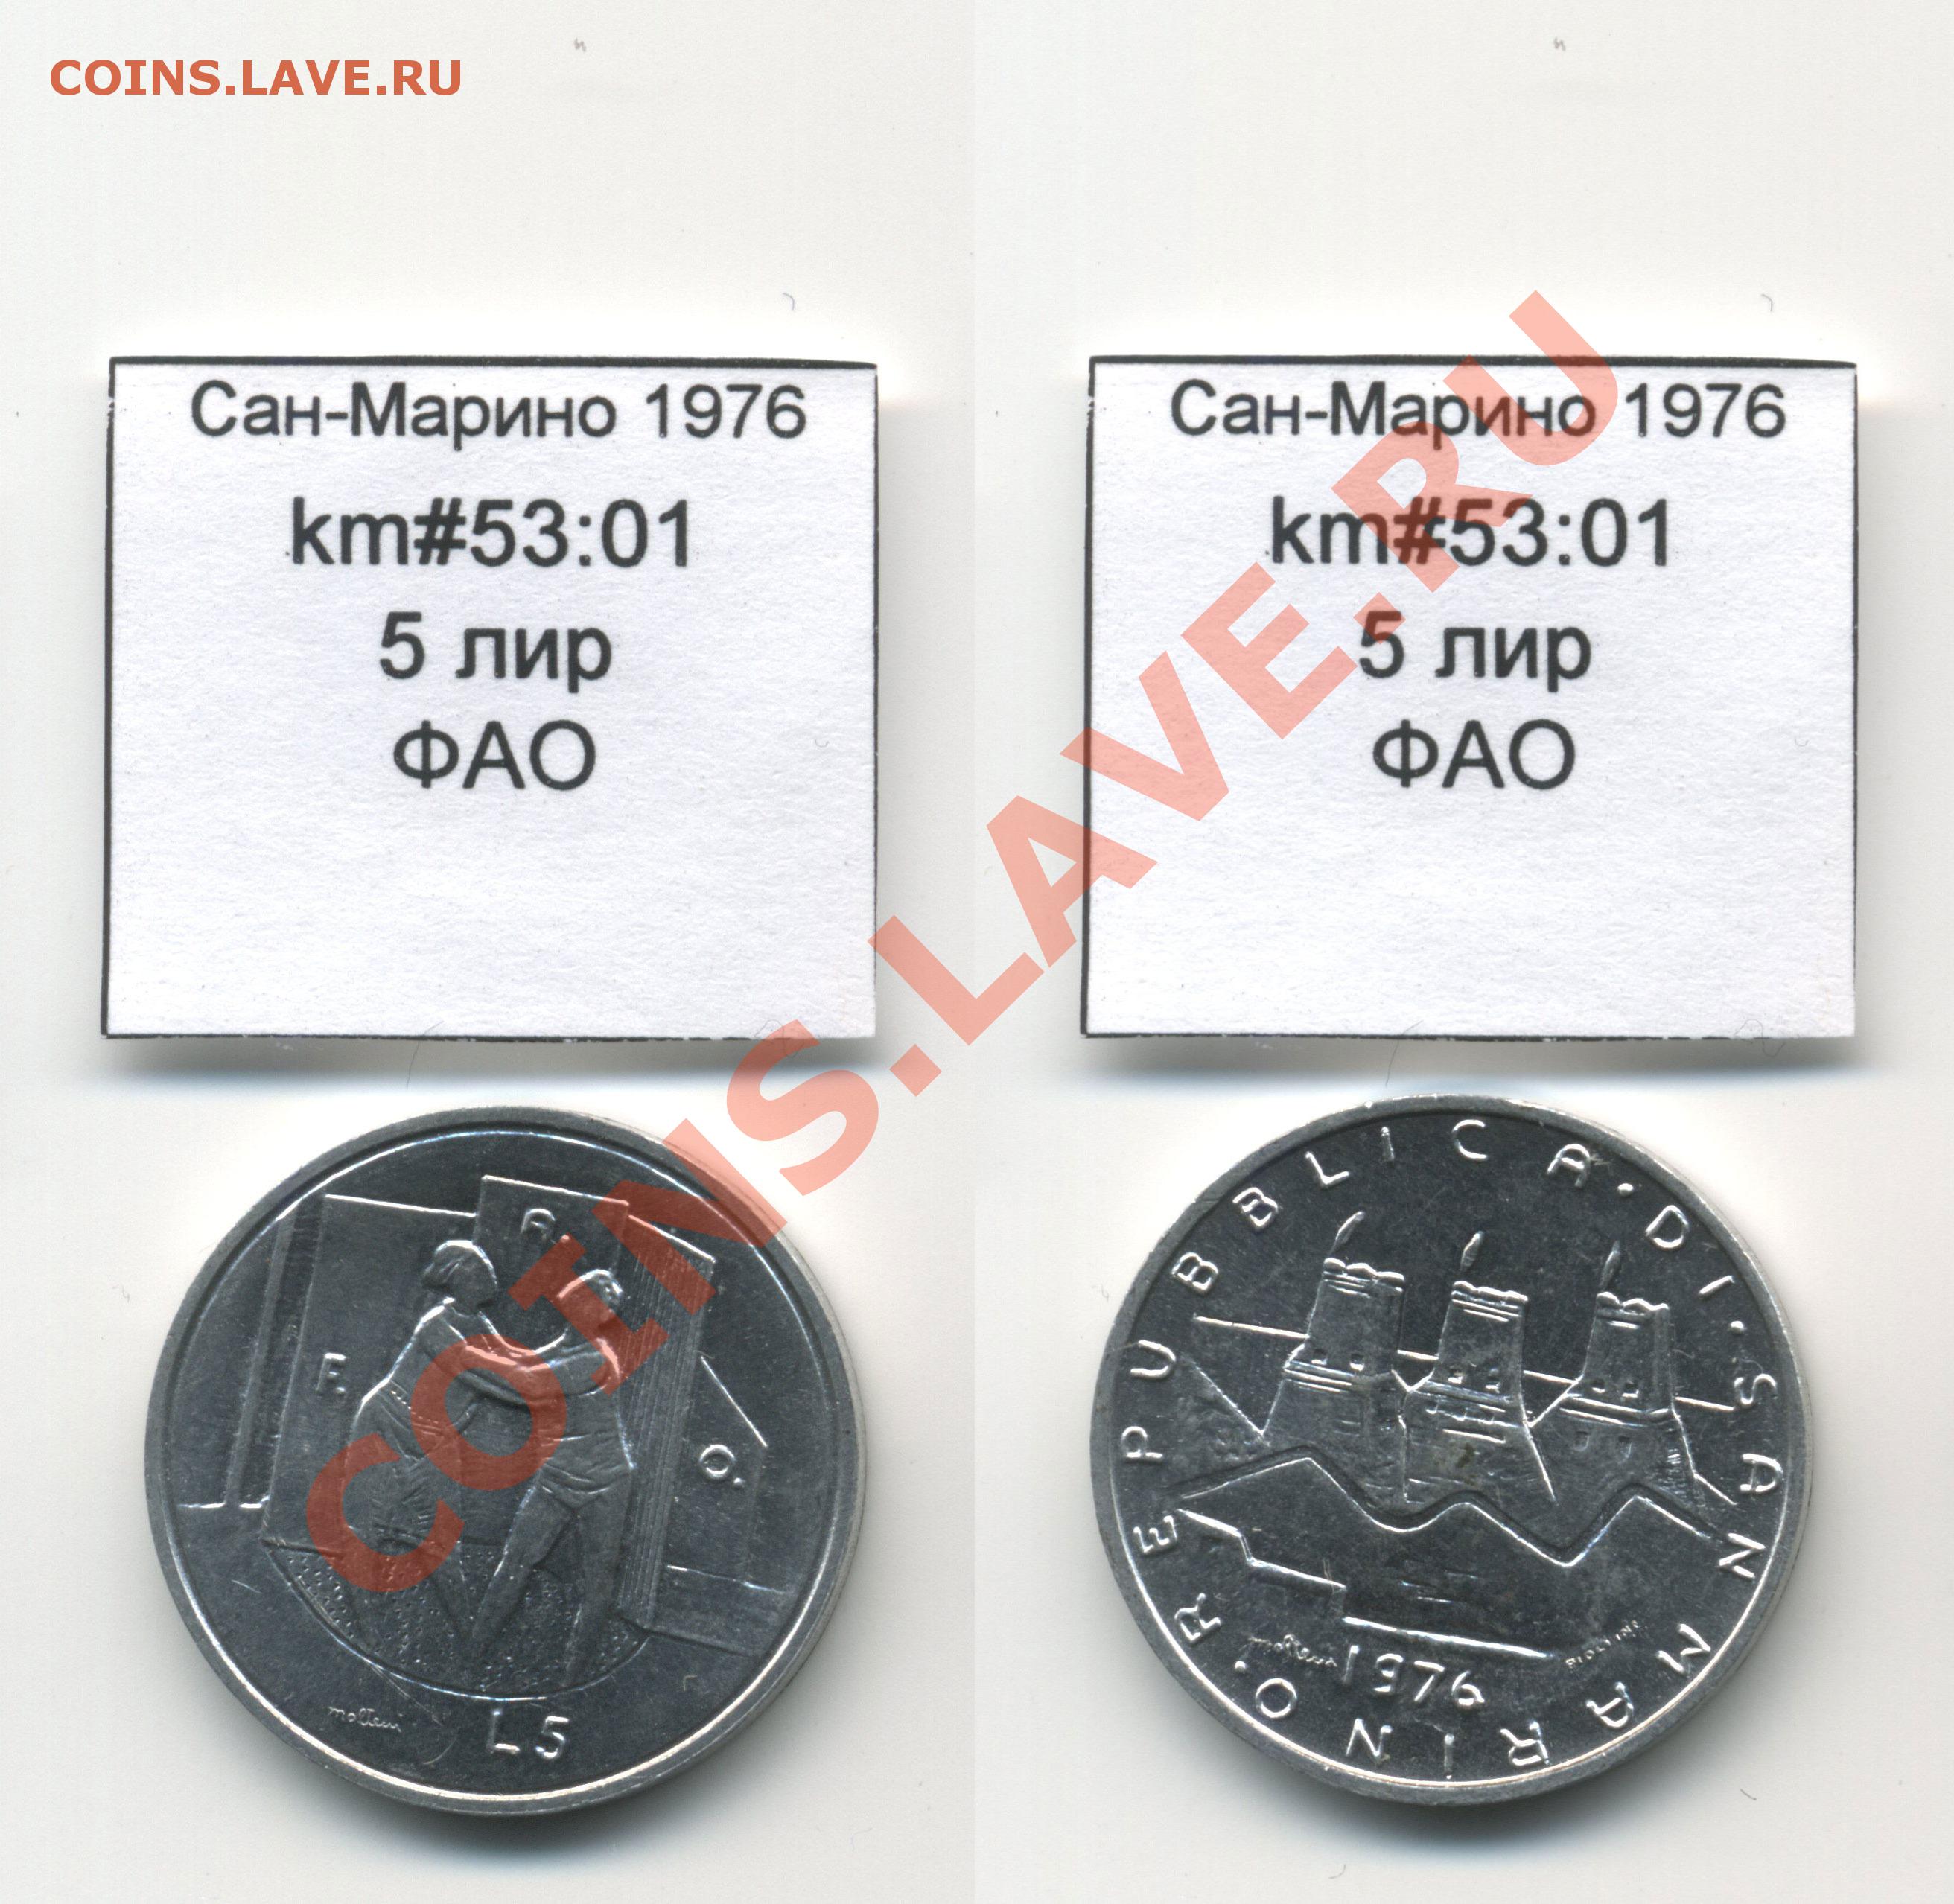 COINS.LAVE.RU
Сан-Марино 1976
km#53:01
5 лир
ФАО
Сан-Марино 1976
km#53:01
5 лир
ФАО
COINS.LAVE.RU
A.
F.
O.
L5
REPUBBLICA · DI · SAN MARINO ·
1976